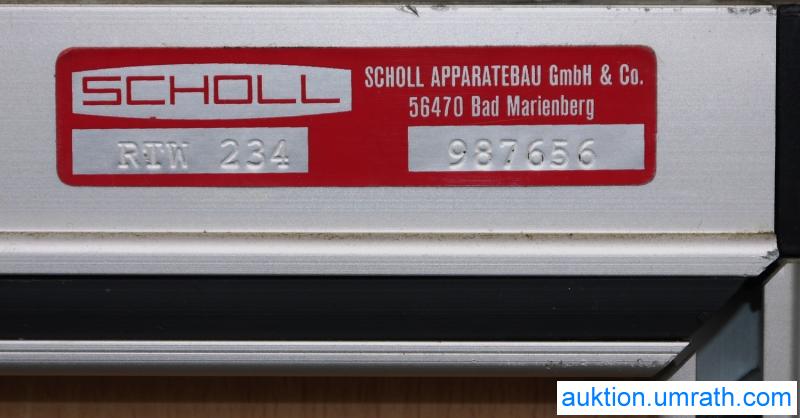 SCHOLL
SCHOLL APPARATEBAU GmbH & Co.
56470 Bad Marienberg
RTW 234
987656
auktion.umrath.com